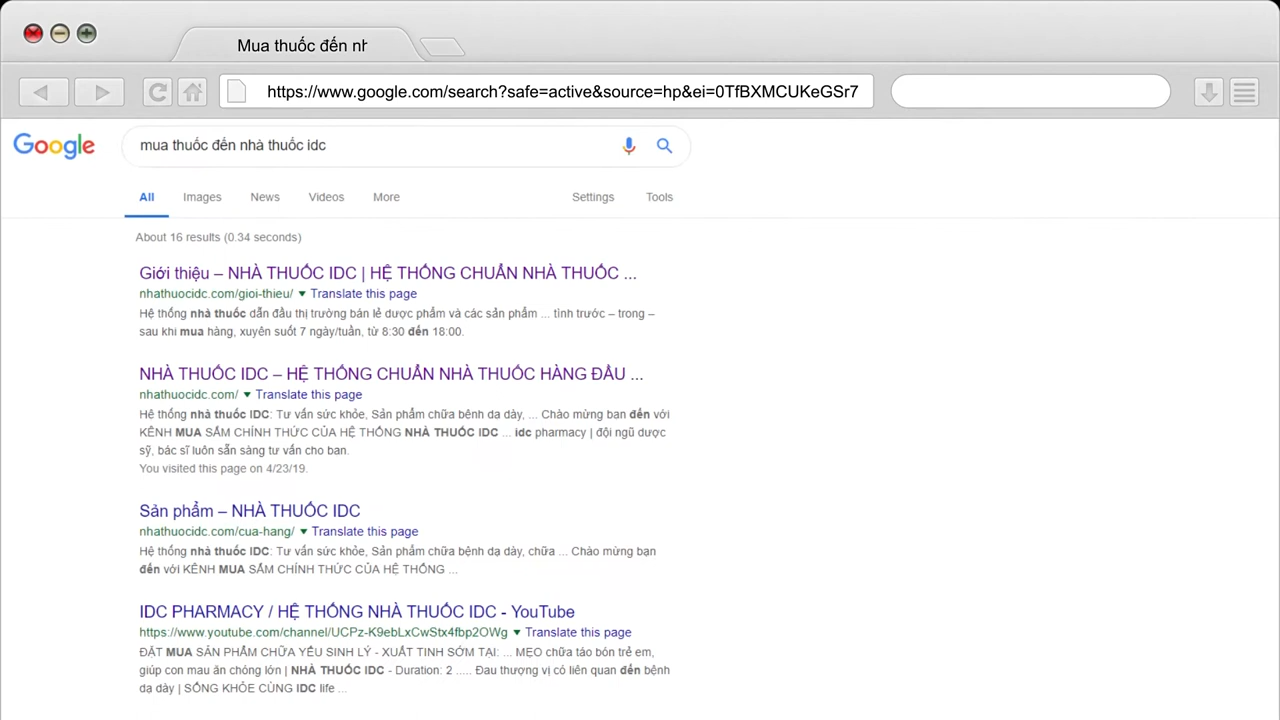 Mua thuốc đến nh
https://www.google.com/search?safe=active&source=hp&ei=0TfBXMCUKeGSr7
Google
mua thuốc đến nhà thuốc idc
All Images News Videos More Settings Tools
About 16 results (0.34 seconds)
Giới thiệu – NHÀ THUỐC IDC | HỆ THỐNG CHUẨN NHÀ THUỐC ...
nhathuocidc.com/gioi-thieu/ ▼ Translate this page
Hệ thống nhà thuốc dẫn đầu thị trường bán lẻ dược phẩm và các sản phẩm ... tình trước – trong –
sau khi mua hàng, xuyên suốt 7 ngày/tuần, từ 8:30 đến 18:00.
NHÀ THUỐC IDC – HỆ THỐNG CHUẨN NHÀ THUỐC HÀNG ĐẦU ...
nhathuocidc.com/ ▼ Translate this page
Hệ thống nhà thuốc IDC: Tư vấn sức khỏe, Sản phẩm chữa bệnh dạ dày, ... Chào mừng bạn đến với
KÊNH MUA SẮM CHÍNH THỨC CỦA HỆ THỐNG NHÀ THUỐC IDC ... idc pharmacy | đội ngũ dược
sỹ, bác sĩ luôn sẵn sàng tư vấn cho bạn.
You visited this page on 4/23/19.
Sản phẩm – NHÀ THUỐC IDC
nhathuocidc.com/cua-hang/ ▼ Translate this page
Hệ thống nhà thuốc IDC: Tư vấn sức khỏe, Sản phẩm chữa bệnh dạ dày, chữa ... Chào mừng bạn
đến với KÊNH MUA SẮM CHÍNH THỨC CỦA HỆ THỐNG ...
IDC PHARMACY / HỆ THỐNG NHÀ THUỐC IDC - YouTube
https://www.youtube.com/channel/UCPz-K9ebLxCwStx4fbp2OWg ▼ Translate this page
ĐẶT MUA SẢN PHẨM CHỮA YẾU SINH LÝ - XUẤT TINH SỚM TẠI: ... MẸO chữa táo bón trẻ em,
giúp con mau ăn chóng lớn | NHÀ THUỐC IDC - Duration: 2 ..... Đau thượng vị có liên quan đến bệnh
dạ dày | SỐNG KHỎE CÙNG IDC life ...